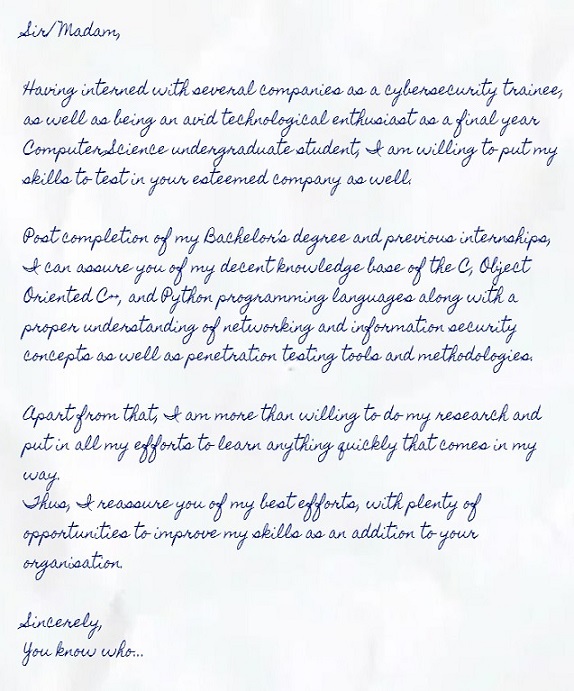 Sir/Madam,
Having interned with several companies as a cybersecurity trainee,
as well as being an avid technological enthusiast as a final year
Computer Science undergraduate student, I am willing to put my
skills to test in your esteemed company as well.
Post completion of my Bachelor's degree and previous internships,
I can assure you of my decent knowledge base of the C, Object
Oriented C++, and Python programming languages along with a
proper understanding of networking and information security
concepts as well as penetration testing tools and methodologies.
Apart from that, I am more than willing to do my research and
put in all my efforts to learn anything quickly that comes in my
way.
Thus, I reassure you of my best efforts, with plenty of
opportunities to improve my skills as an addition to your
organisation.
Sincerely,
You know who...